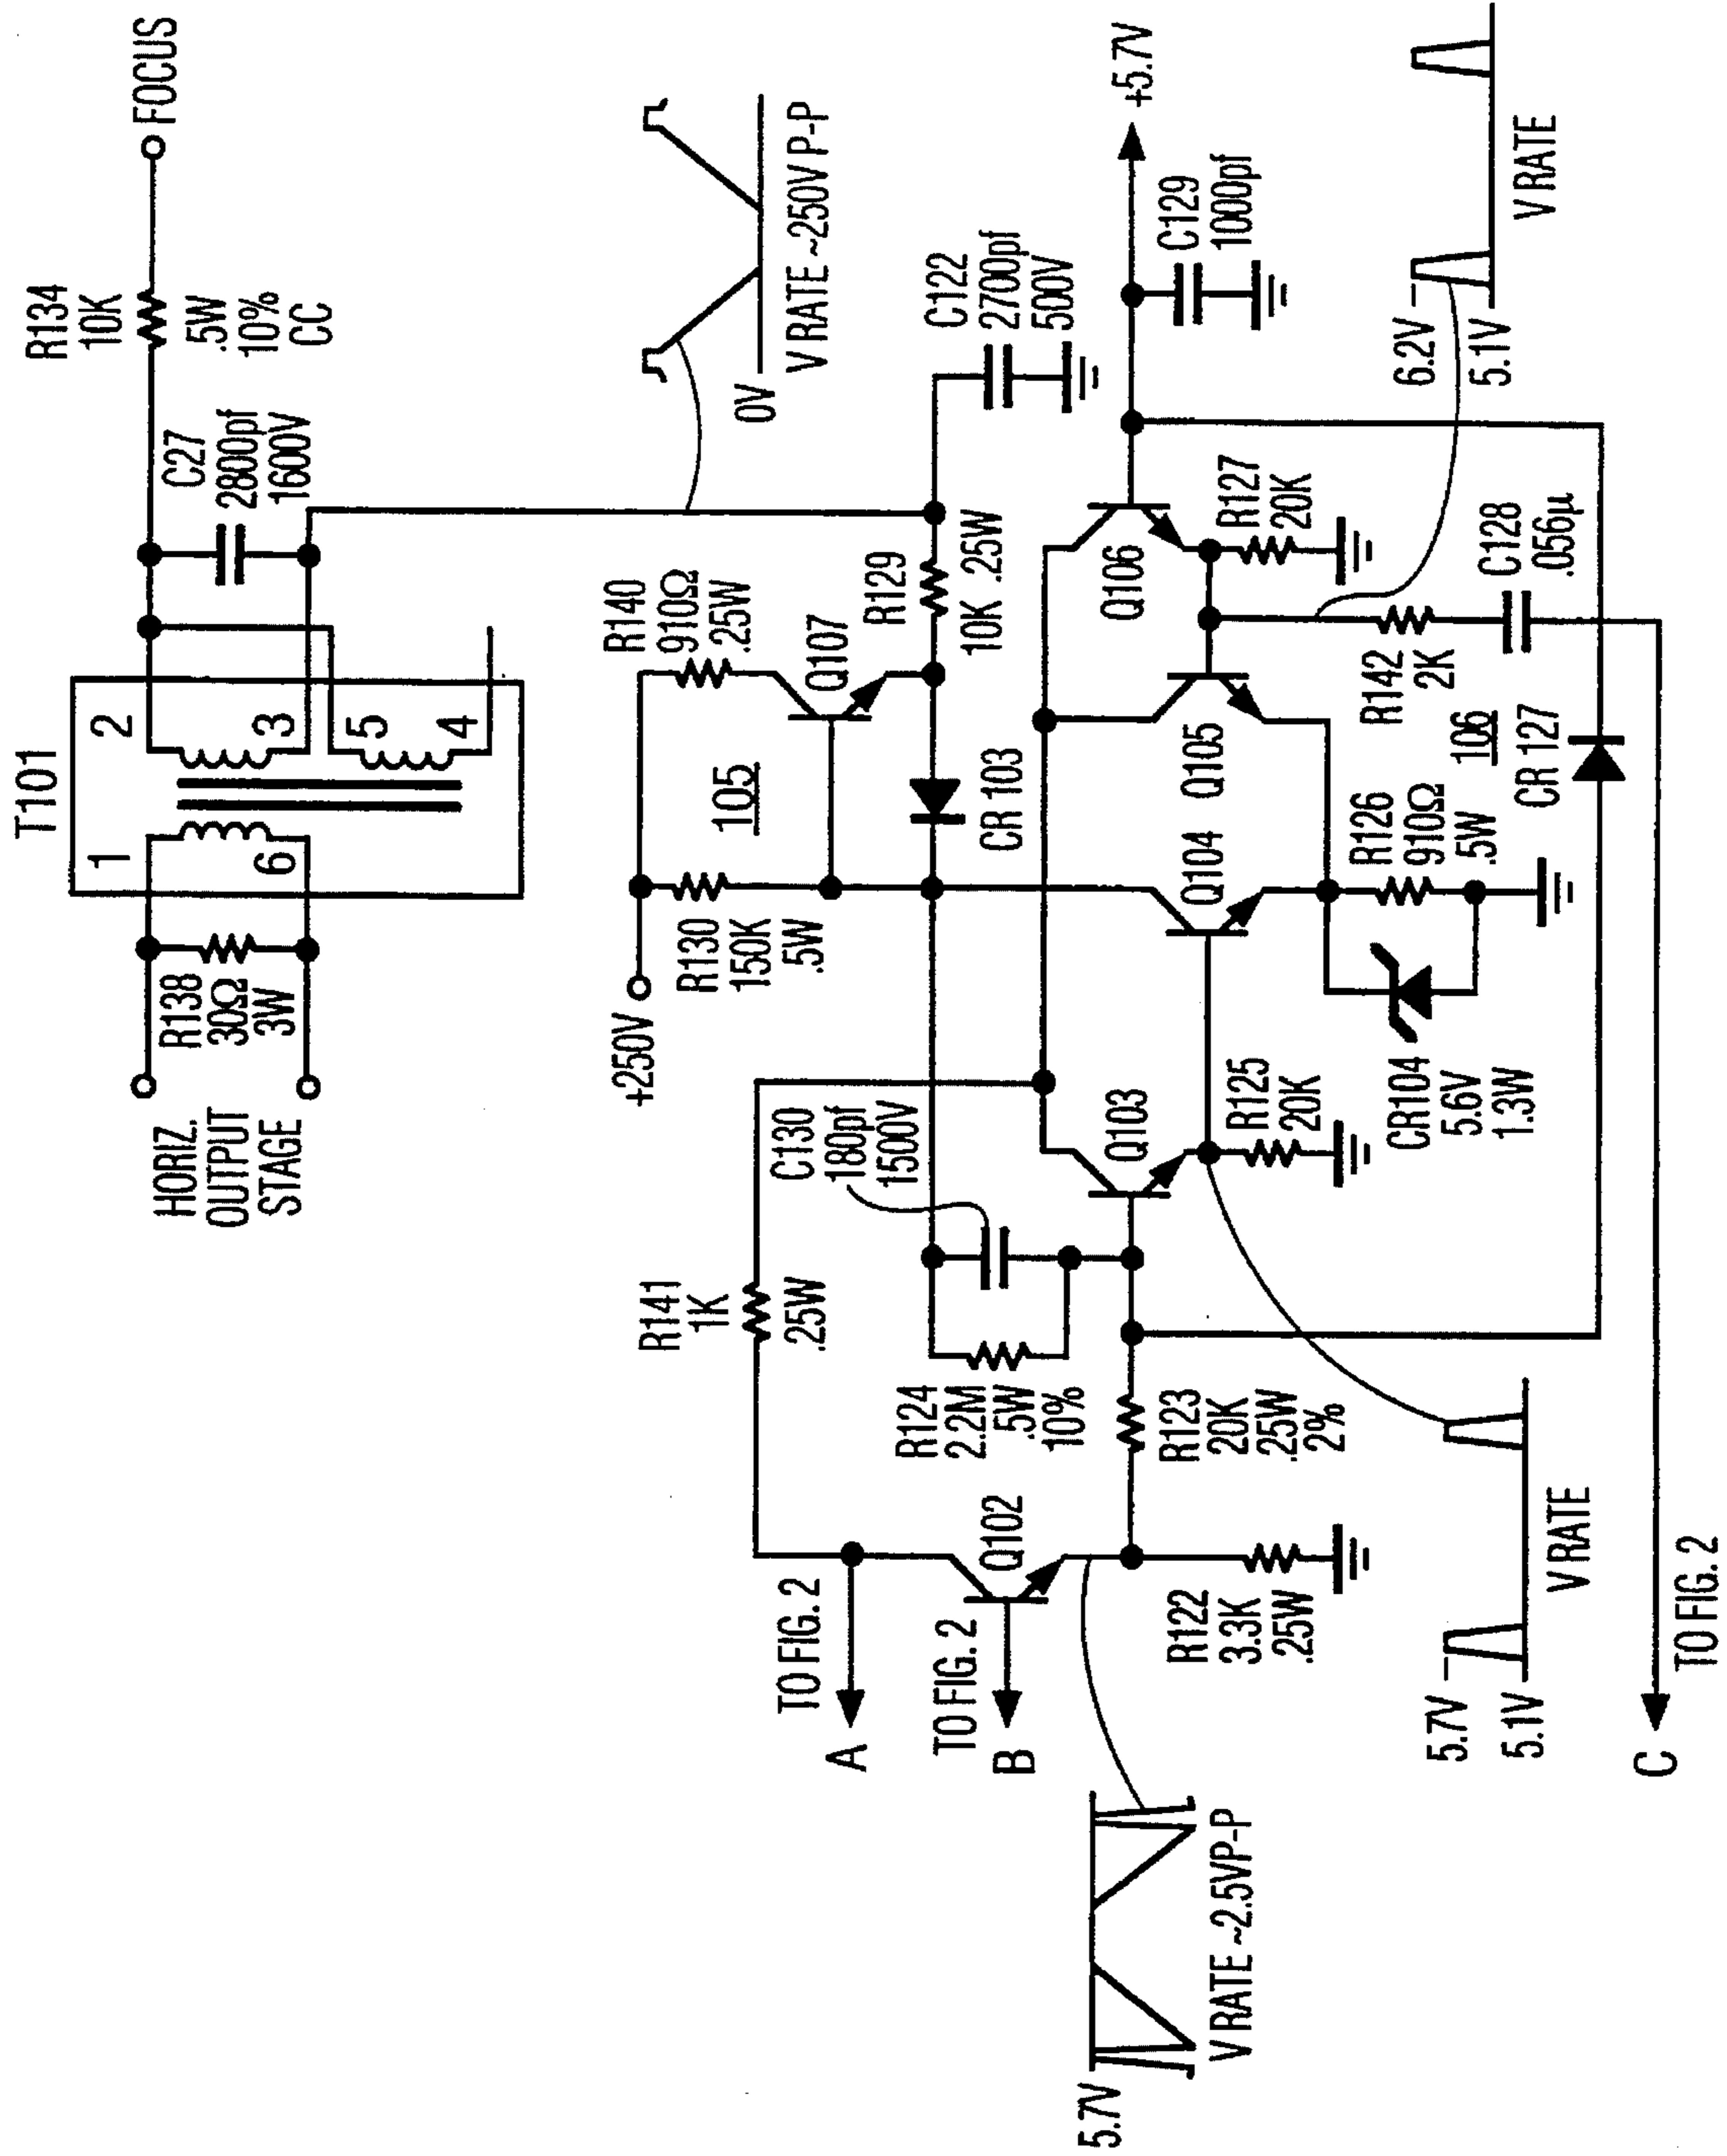 T101
1
6
2
3
5
4
HORIZ.
OUTPUT
STAGE
R138
30Ω
3W
C27
2800pf
1600V
R134
10K
.5W
10%
CC
FOCUS
+250V
R130
150K
.5W
105
R140
910Ω
.25W
Q107
CR 103
R129
10K .25W
0V
V RATE ~250V P-P
C122
2700pf
500V
R141
1K
.25W
TO FIG. 2
A
TO FIG. 2
B
Q102
R122
3.3K
.25W
R124
2.2M
.5W
10%
C130
180pf
1500V
R123
20K
.25W
2%
Q103
R125
20K
Q104
Q105
Q106
CR104
5.6V
1.3W
R126
910Ω
.5W
106
CR 127
R142
2K
R127
20K
C128
.056µ
C129
1000pf
+5.7V
6.2V
5.1V
V RATE
5.7V
V RATE ~2.5VP-P
5.7V
5.1V
V RATE
C
TO FIG. 2